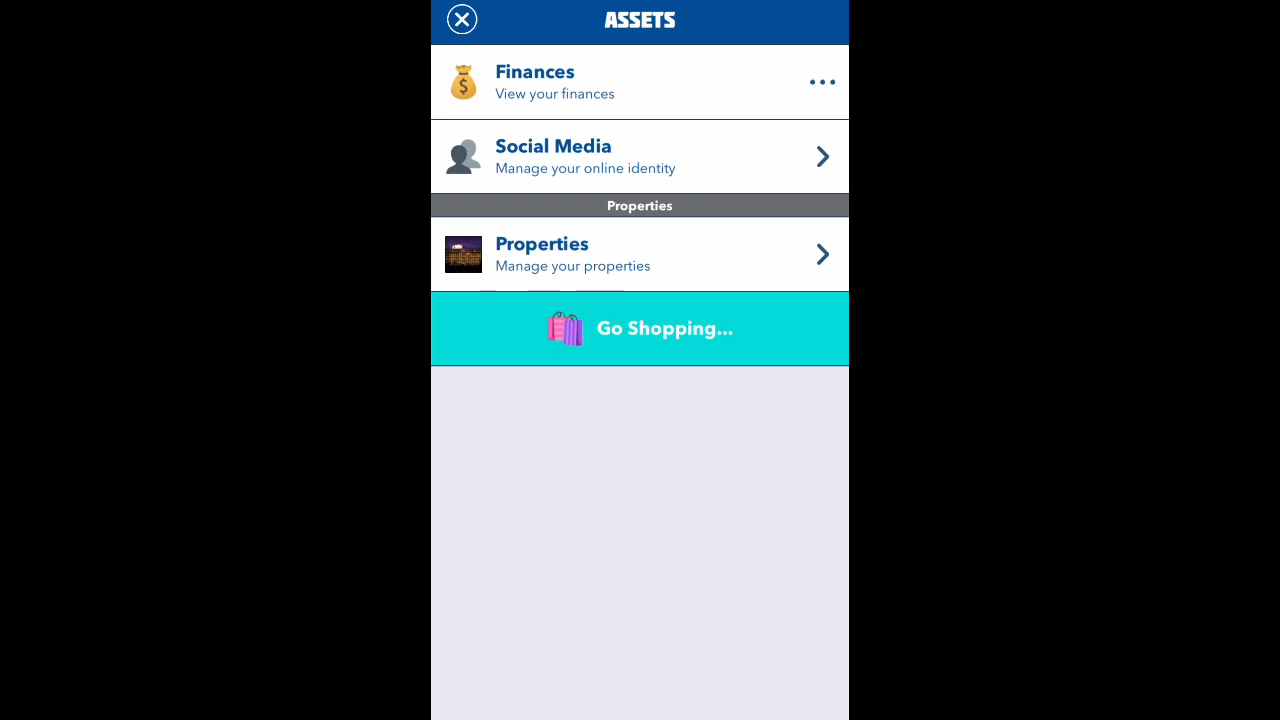 ASSETS
Finances
View your finances
Social Media
Manage your online identity
Properties
Properties
Manage your properties
Go Shopping...